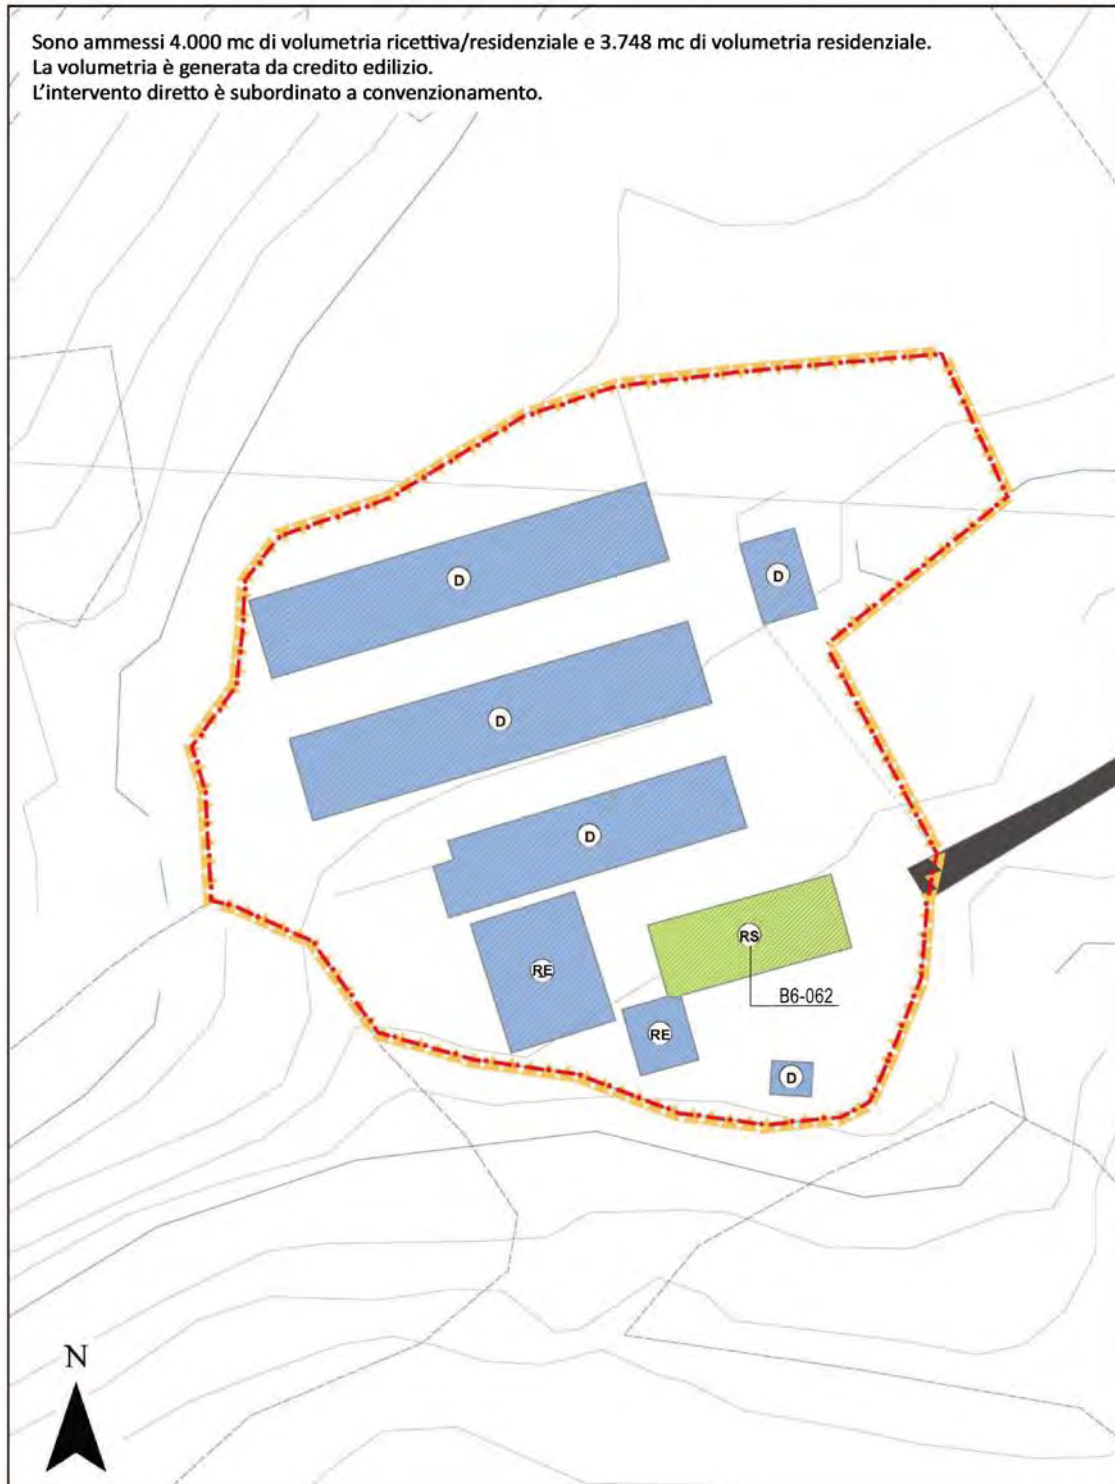 Sono ammessi 4.000 mc di volumetria ricettiva/residenziale e 3.748 mc di volumetria residenziale.
La volumetria è generata da credito edilizio.
L'intervento diretto è subordinato a convenzionamento.
D
D
D
D
RS
RE
B6-062
RE
D
N